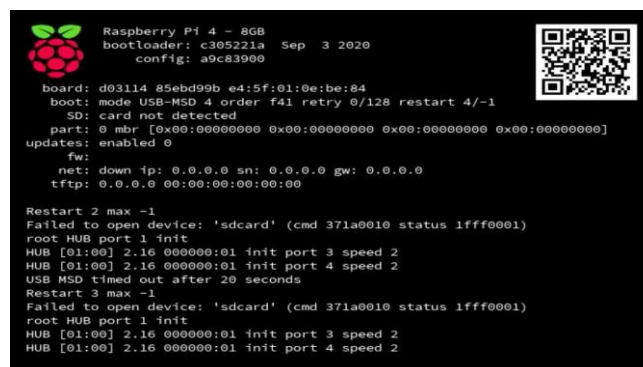 Raspberry Pi 4 - 8GB
bootloader: c305221a Sep 3 2020
config: a9c83900
board: d03114 85ebd99b e4:5f:01:0e:be:84
boot: mode USB-MSD 4 order f41 retry 0/128 restart 4/-1
SD: card not detected
part: 0 mbr [0x00:00000000 0x00:00000000 0x00:00000000 0x00:00000000]
updates: enabled 0
fw:
net: down ip: 0.0.0.0 sn: 0.0.0.0 gw: 0.0.0.0
tftp: 0.0.0.0 00:00:00:00:00:00
Restart 2 max -1
Failed to open device: 'sdcard' (cmd 371a0010 status 1fff0001)
root HUB port 1 init
HUB [01:00] 2.16 000000:01 init port 3 speed 2
HUB [01:00] 2.16 000000:01 init port 4 speed 2
USB MSD timed out after 20 seconds
Restart 3 max -1
Failed to open device: 'sdcard' (cmd 371a0010 status 1fff0001)
root HUB port 1 init
HUB [01:00] 2.16 000000:01 init port 3 speed 2
HUB [01:00] 2.16 000000:01 init port 4 speed 2